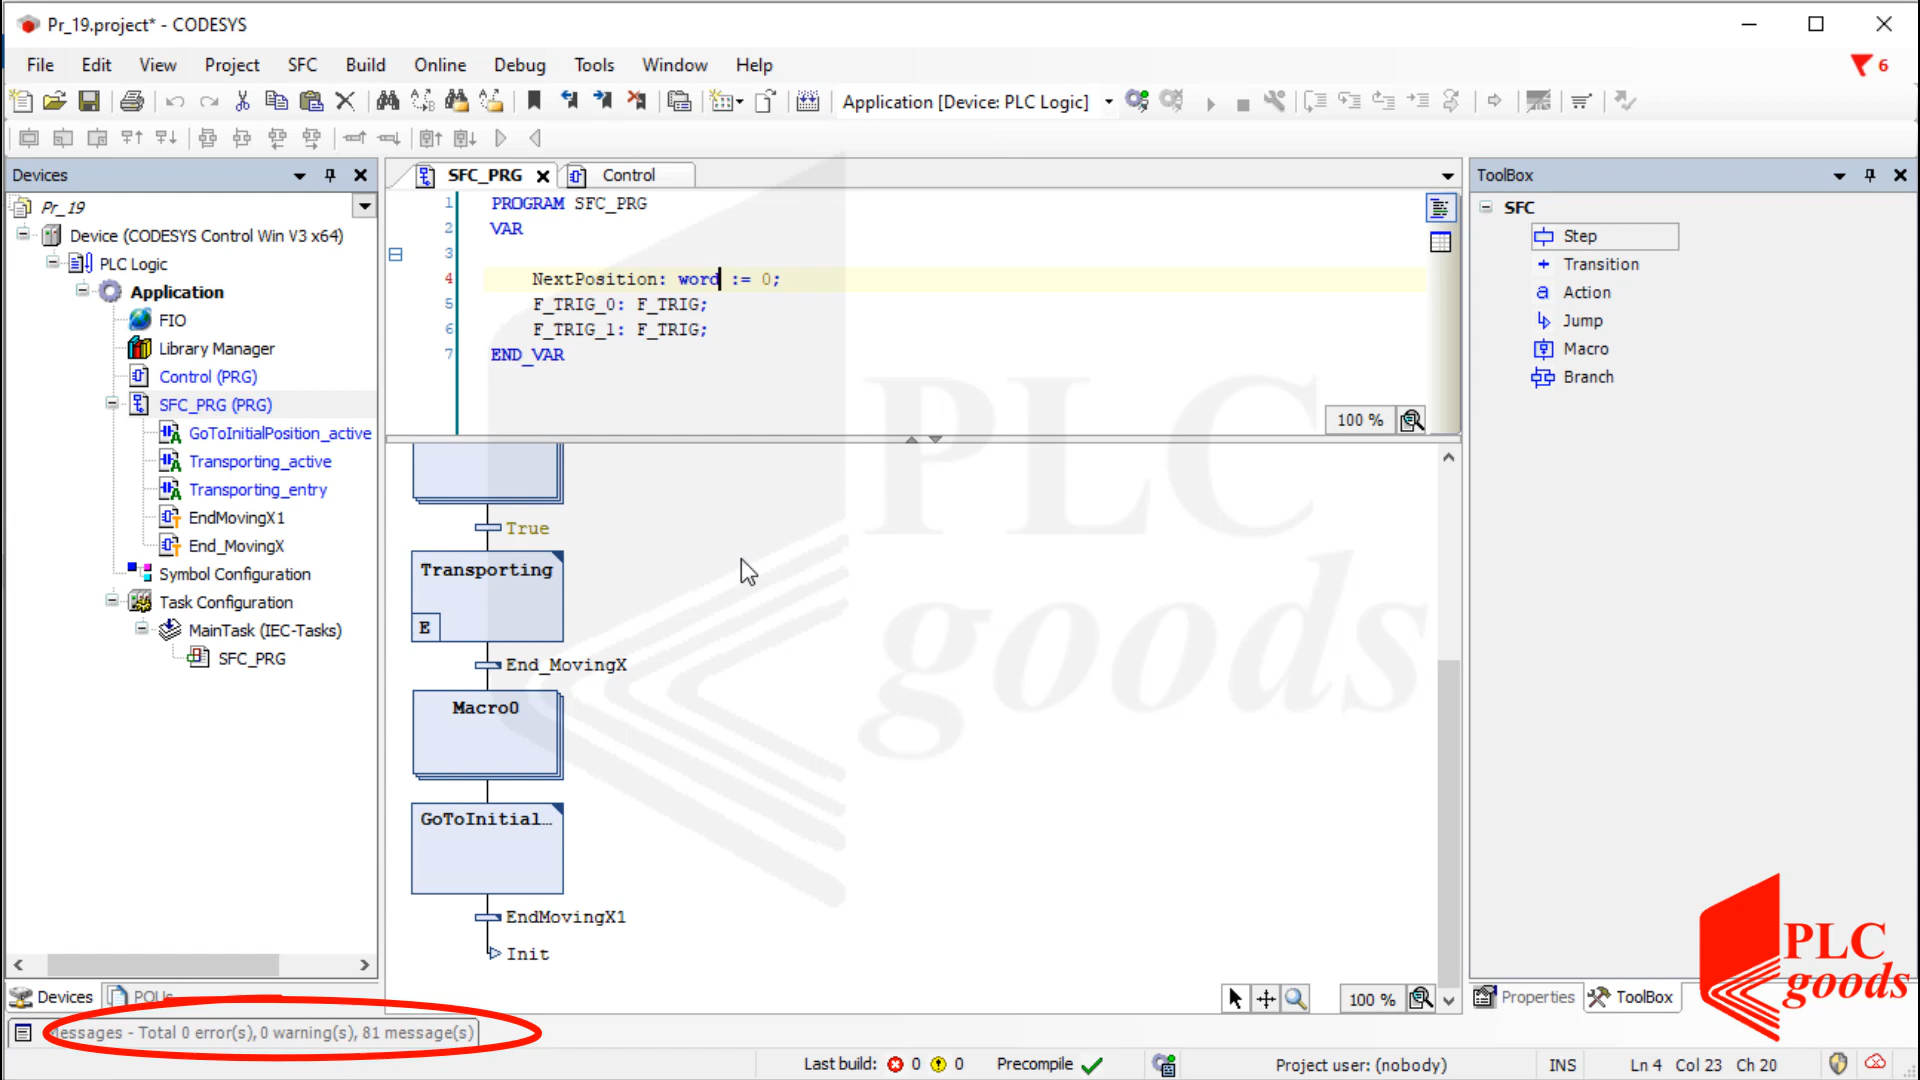 Pr_19.project* - CODESYS
File Edit View Project SFC Build Online Debug Tools Window Help
6
Application [Device: PLC Logic]
Devices
Pr_19
Device (CODESYS Control Win V3 x64)
PLC Logic
Application
FIO
Library Manager
Control (PRG)
SFC_PRG (PRG)
GoToInitialPosition_active
Transporting_active
Transporting_entry
EndMovingX1
End_MovingX
Symbol Configuration
Task Configuration
MainTask (IEC-Tasks)
SFC_PRG
Devices POUs
SFC_PRG Control
1 PROGRAM SFC_PRG
2 VAR
3
4 NextPosition: word := 0;
5 F_TRIG_0: F_TRIG;
6 F_TRIG_1: F_TRIG;
7 END_VAR
100 %
True
Transporting
E
End_MovingX
Macro0
GoToInitial...
EndMovingX1
Init
100 %
PLC
goods
ToolBox
SFC
Step
Transition
Action
Jump
Macro
Branch
Properties ToolBox
PLC
goods
Messages - Total 0 error(s), 0 warning(s), 81 message(s)
Last build: 0 0 Precompile Project user: (nobody) INS Ln 4 Col 23 Ch 20